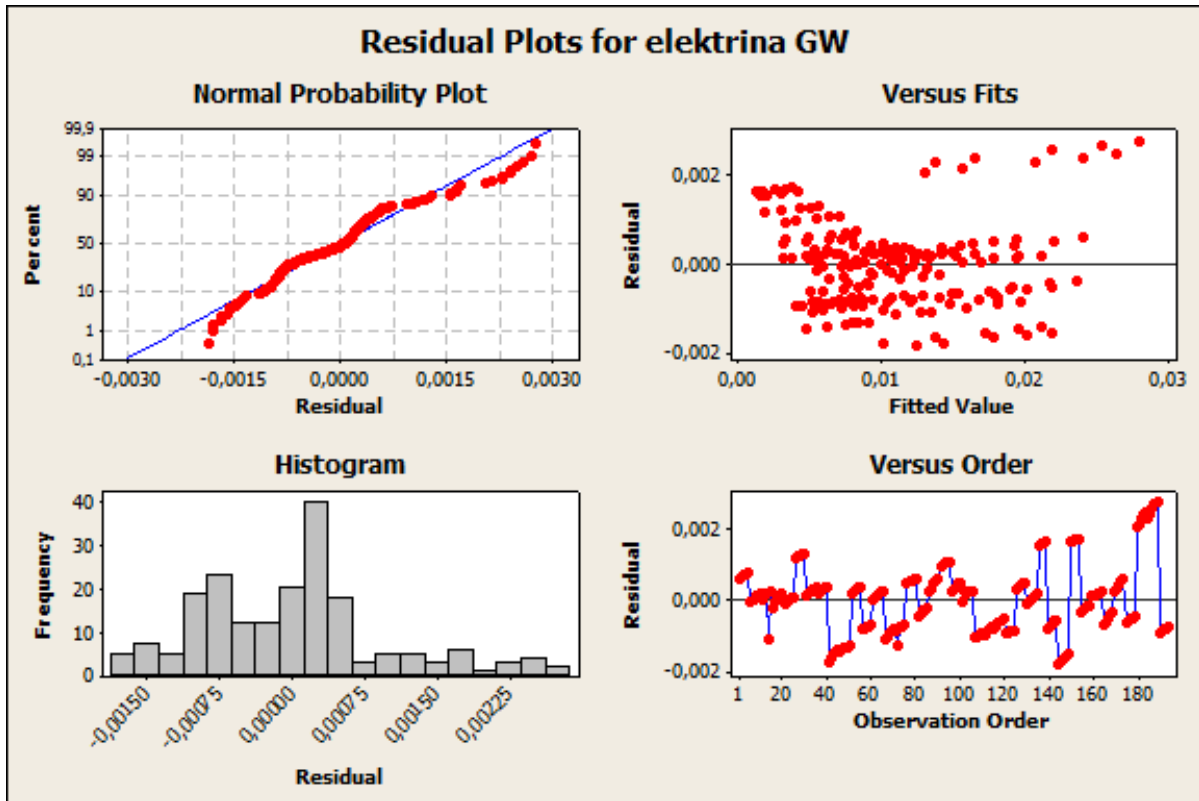 Residual Plots for elektrina GW
Normal Probability Plot
Percent
99,9
99
90
50
10
1
0,1
-0,0030 -0,0015 0,0000 0,0015 0,0030
Residual
Versus Fits
Residual
0,002
0,000
-0,002
0,00 0,01 0,02 0,03
Fitted Value
Histogram
Frequency
40
30
20
10
0
-0,00150 -0,00075 0,00000 0,00075 0,00150 0,00225
Residual
Versus Order
Residual
0,002
0,000
-0,002
1 20 40 60 80 100 120 140 160 180
Observation Order